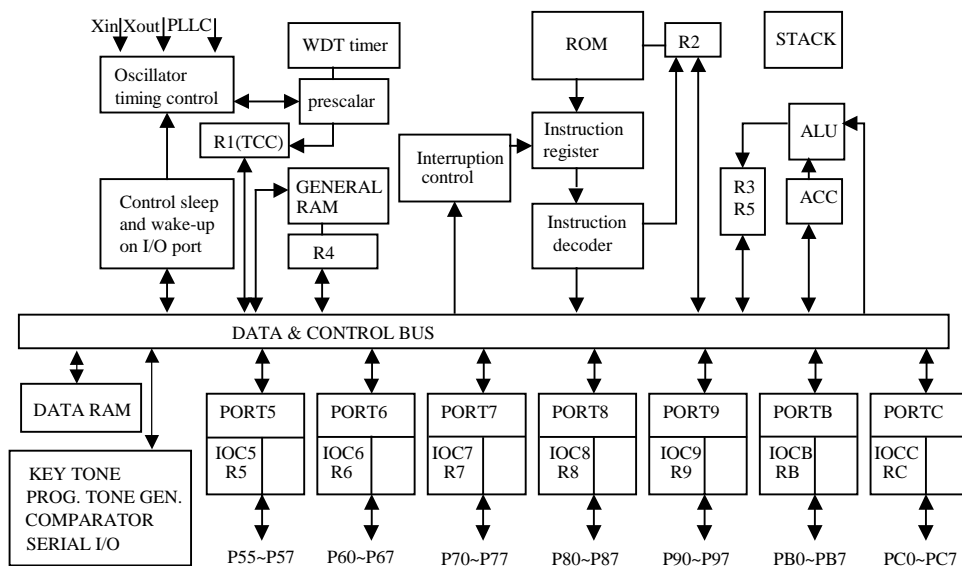 Xin Xout PLLC
WDT timer
ROM
R2
STACK
Oscillator
timing control
prescalar
R1(TCC)
Interruption
control
Instruction
register
ALU
GENERAL
RAM
R3
R5
ACC
Control sleep
and wake-up
on I/O port
R4
Instruction
decoder
DATA & CONTROL BUS
DATA RAM
PORT5
PORT6
PORT7
PORT8
PORT9
PORTB
PORTC
IOC5
R5
IOC6
R6
IOC7
R7
IOC8
R8
IOC9
R9
IOCB
RB
IOCC
RC
KEY TONE
PROG. TONE GEN.
COMPARATOR
SERIAL I/O
P55~P57
P60~P67
P70~P77
P80~P87
P90~P97
PB0~PB7
PC0~PC7